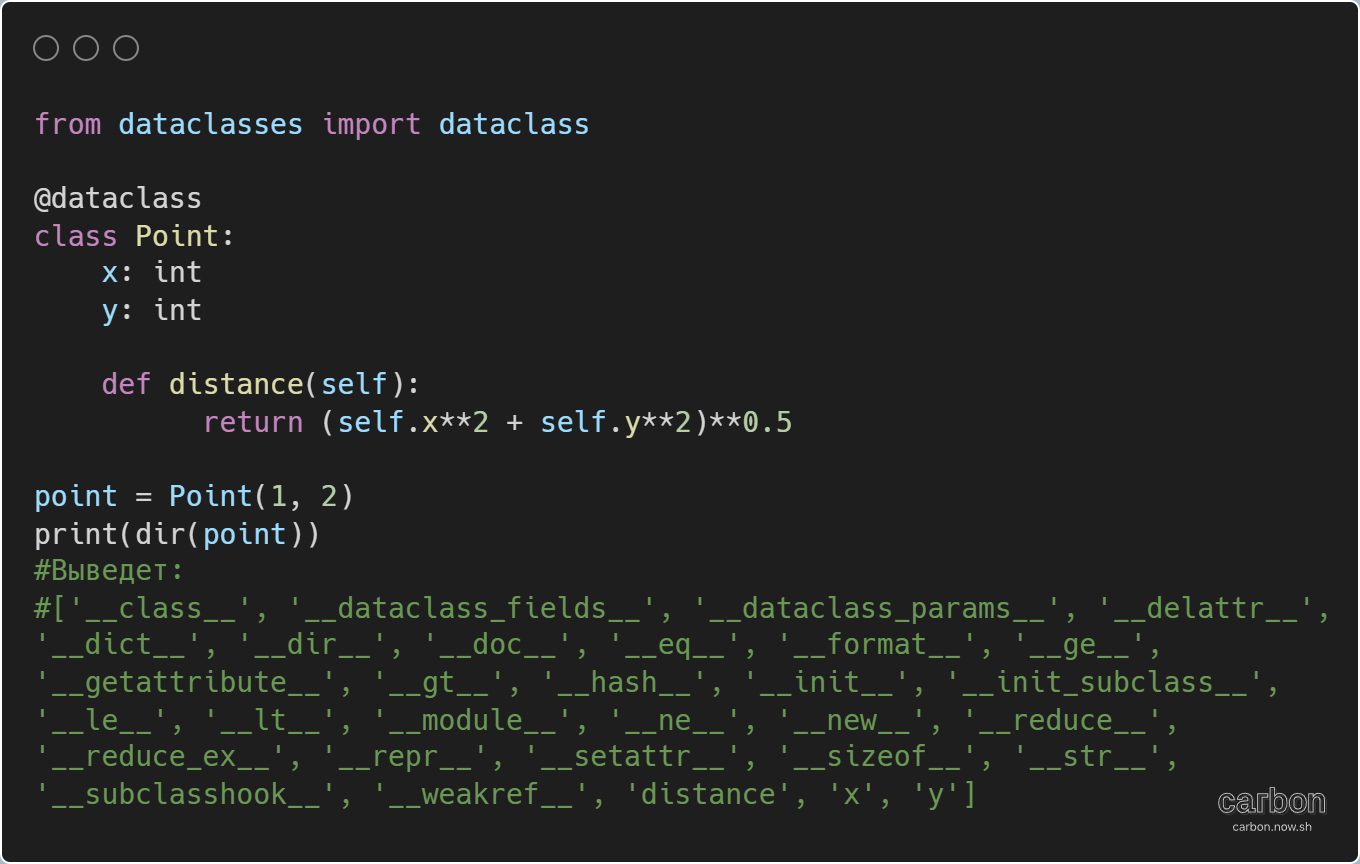 from dataclasses import dataclass
@dataclass
class Point:
    x: int
    y: int
    def distance(self):
          return (self.x**2 + self.y**2)**0.5
point = Point(1, 2)
print(dir(point))
#Выведет:
#['__class__', '__dataclass_fields__', '__dataclass_params__', '__delattr__',
'__dict__', '__dir__', '__doc__', '__eq__', '__format__', '__ge__',
'__getattribute__', '__gt__', '__hash__', '__init__', '__init_subclass__',
'__le__', '__lt__', '__module__', '__ne__', '__new__', '__reduce__',
'__reduce_ex__', '__repr__', '__setattr__', '__sizeof__', '__str__',
'__subclasshook__', '__weakref__', 'distance', 'x', 'y']
carbon
carbon.now.sh